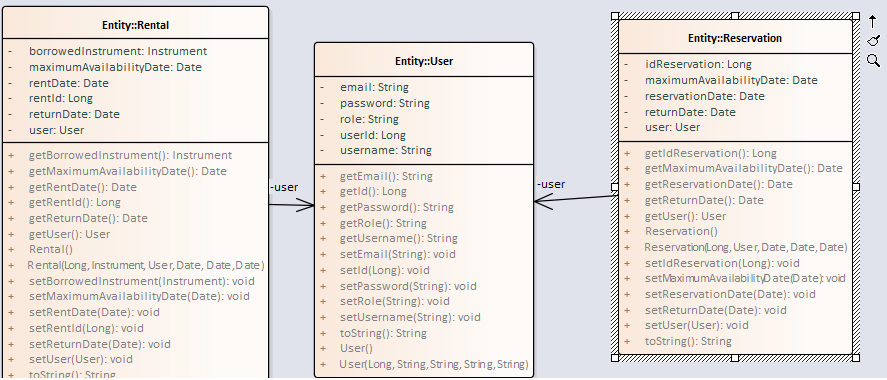 Entity::Rental
- borrowedInstrument: Instrument
- maximumAvailabilityDate: Date
- rentDate: Date
- rentId: Long
- returnDate: Date
- user: User
+ getBorrowedInstrument(): Instrument
+ getMaximumAvailabilityDate(): Date
+ getRentDate(): Date
+ getRentId(): Long
+ getReturnDate(): Date
+ getUser(): User
+ Rental()
+ Rental(Long, Instrument, User, Date, Date, Date)
+ setBorrowedInstrument(Instrument): void
+ setMaximumAvailabilityDate(Date): void
+ setRentDate(Date): void
+ setRentId(Long): void
+ setReturnDate(Date): void
+ setUser(User): void
+ toString(): String
-user
Entity::User
- email: String
- password: String
- role: String
- userId: Long
- username: String
+ getEmail(): String
+ getId(): Long
+ getPassword(): String
+ getRole(): String
+ getUsername(): String
+ setEmail(String): void
+ setId(Long): void
+ setPassword(String): void
+ setRole(String): void
+ setUsername(String): void
+ toString(): String
+ User()
+ User(Long, String, String, String, String)
-user
Entity::Reservation
- idReservation: Long
- maximumAvailabilityDate: Date
- reservationDate: Date
- returnDate: Date
- user: User
+ getIdReservation(): Long
+ getMaximumAvailabilityDate(): Date
+ getReservationDate(): Date
+ getReturnDate(): Date
+ getUser(): User
+ Reservation()
+ Reservation(Long, User, Date, Date, Date)
+ setIdReservation(Long): void
+ setMaximumAvailabilityDate(Date): void
+ setReservationDate(Date): void
+ setReturnDate(Date): void
+ setUser(User): void
+ toString(): String